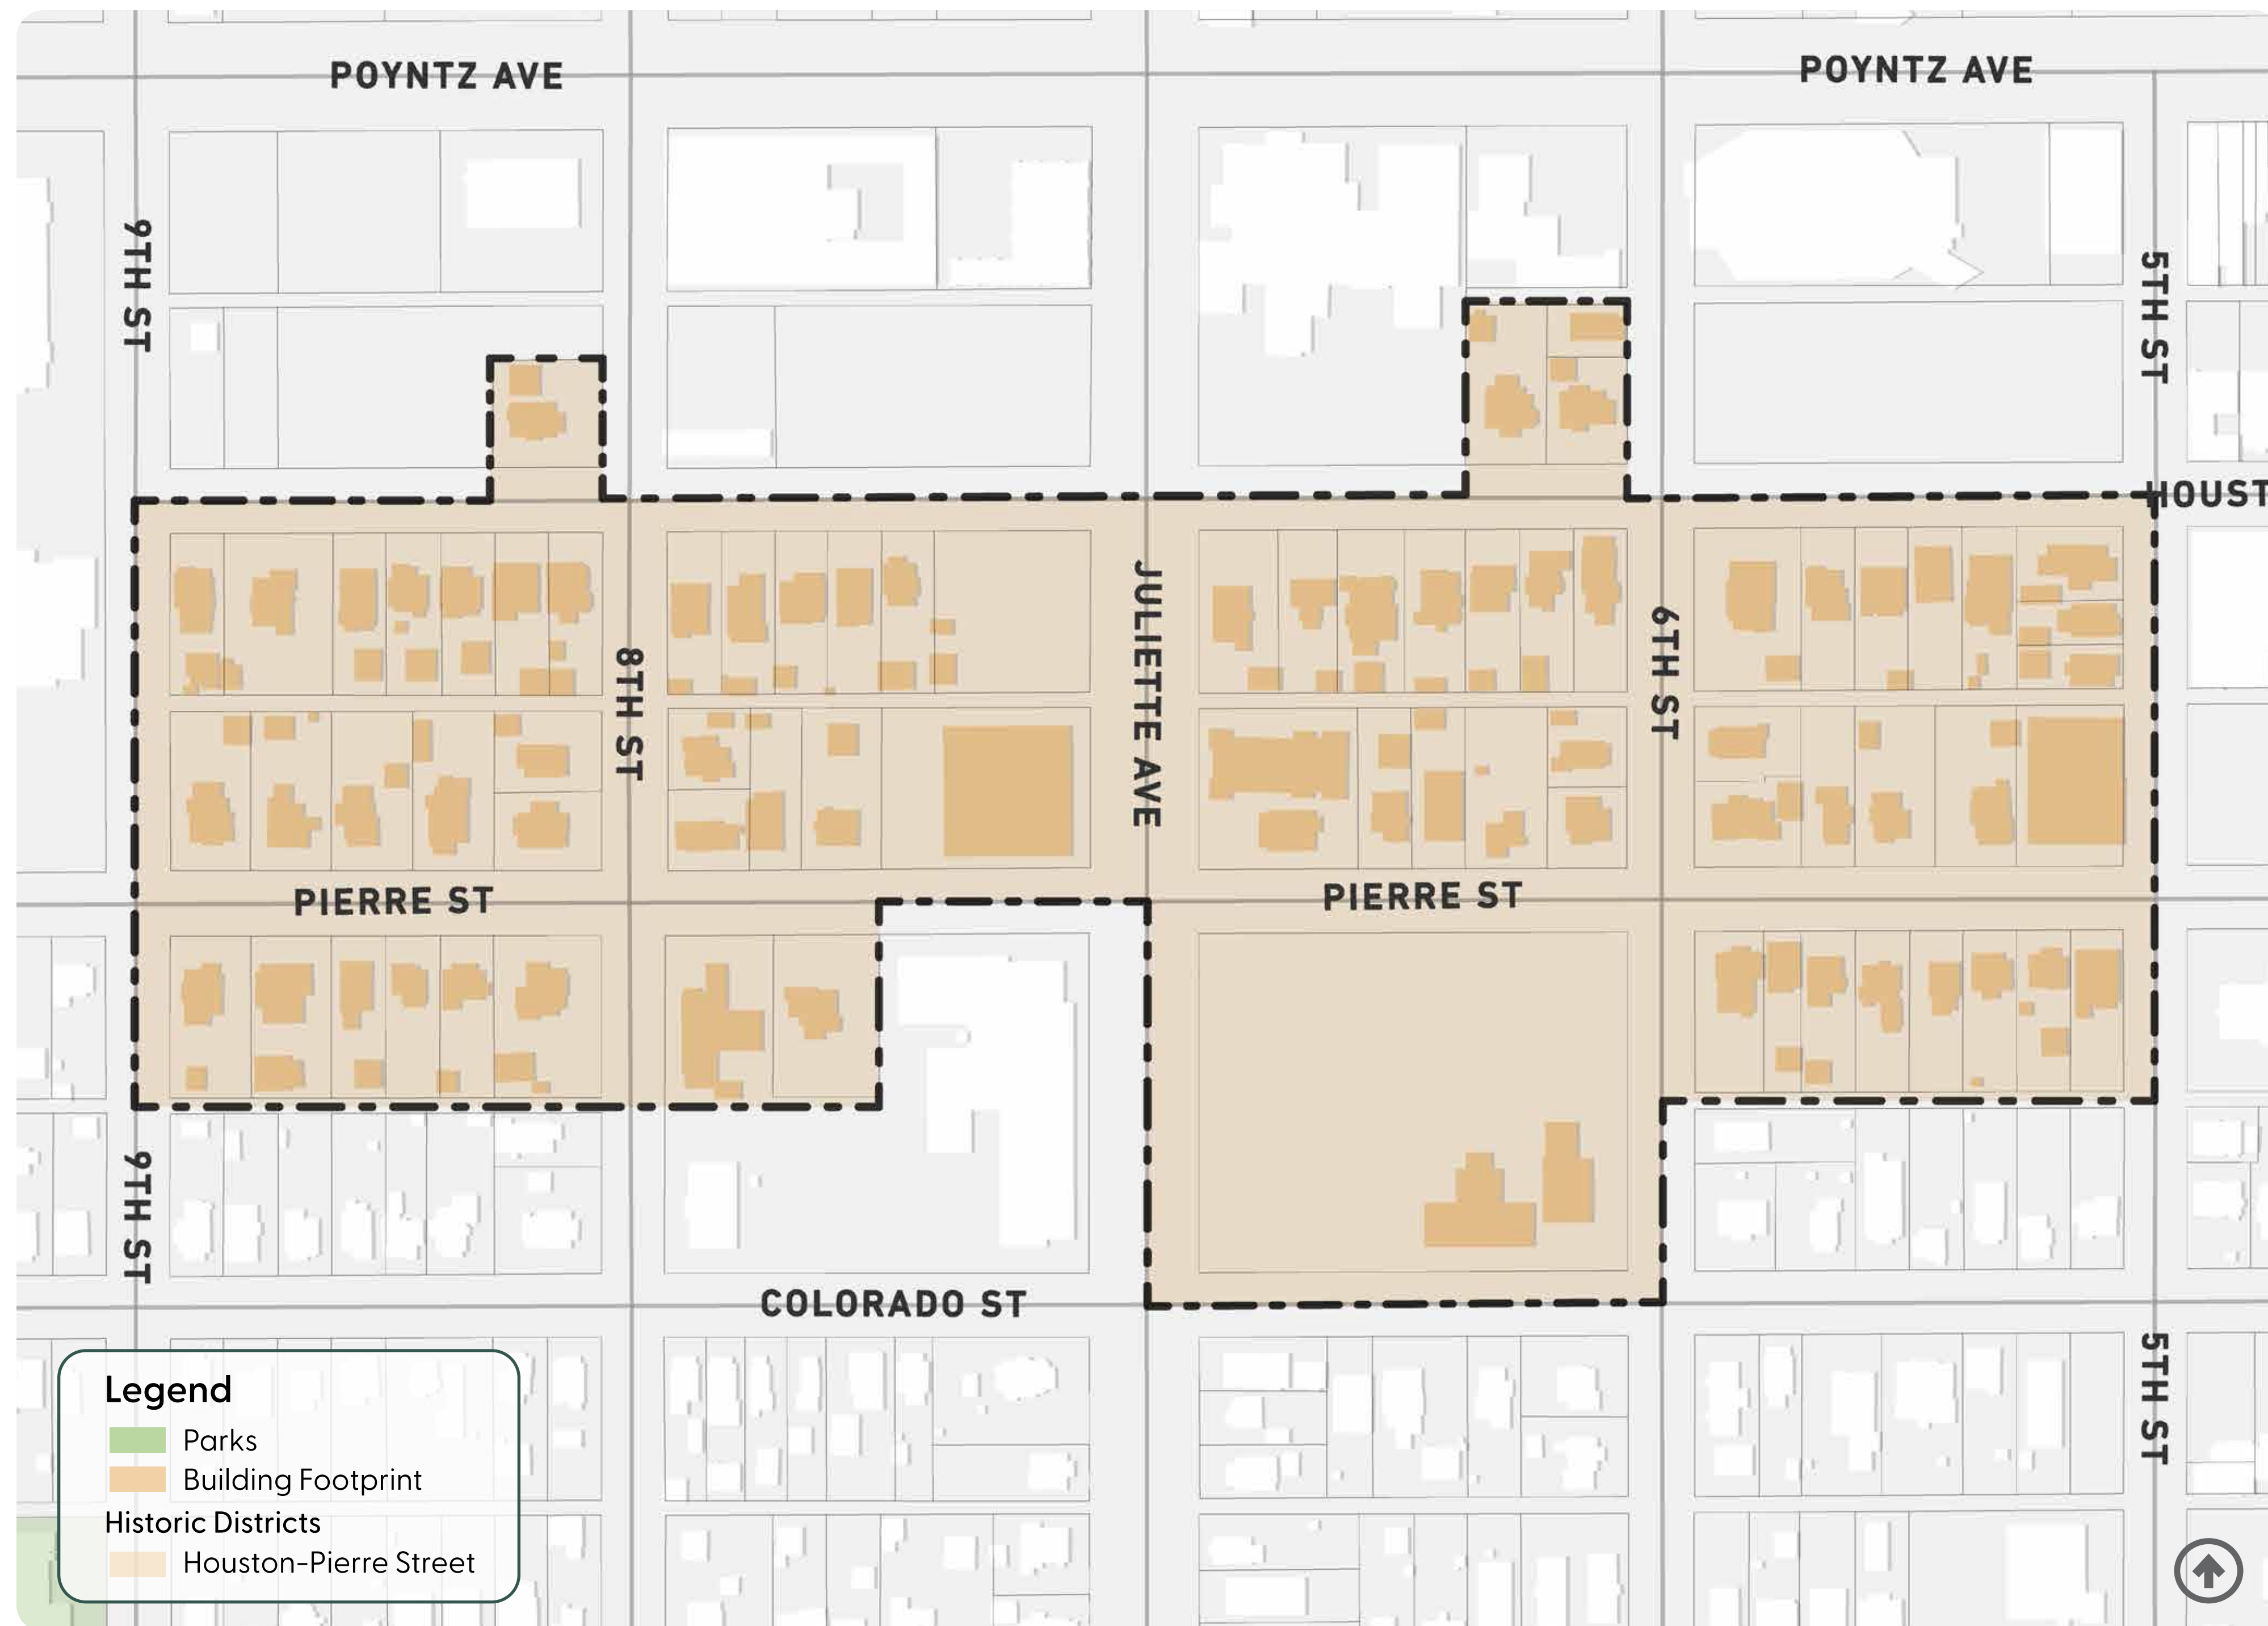 POYNTZ AVE
POYNTZ AVE
9TH ST
5TH ST
HOUST
JULIETTE AVE
8TH ST
6TH ST
PIERRE ST
PIERRE ST
9TH ST
COLORADO ST
5TH ST
Legend
Parks
Building Footprint
Historic Districts
Houston-Pierre Street